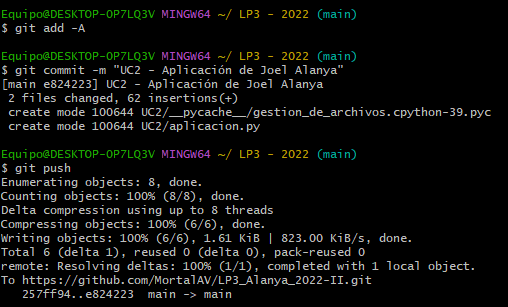 Equipo@DESKTOP-OP7LQ3V MINGW64 ~/ LP3 - 2022 (main)
$ git add -A
Equipo@DESKTOP-OP7LQ3V MINGW64 ~/ LP3 - 2022 (main)
$ git commit -m "UC2 - Aplicación de Joel Alanya"
[main e824223] UC2 - Aplicación de Joel Alanya
 2 files changed, 62 insertions(+)
 create mode 100644 UC2/__pycache__/gestion_de_archivos.cpython-39.pyc
 create mode 100644 UC2/aplicacion.py
Equipo@DESKTOP-OP7LQ3V MINGW64 ~/ LP3 - 2022 (main)
$ git push
Enumerating objects: 8, done.
Counting objects: 100% (8/8), done.
Delta compression using up to 8 threads
Compressing objects: 100% (6/6), done.
Writing objects: 100% (6/6), 1.61 KiB | 823.00 KiB/s, done.
Total 6 (delta 1), reused 0 (delta 0), pack-reused 0
remote: Resolving deltas: 100% (1/1), completed with 1 local object.
To https://github.com/MortalAV/LP3_Alanya_2022-II.git
   257ff94..e824223  main -> main